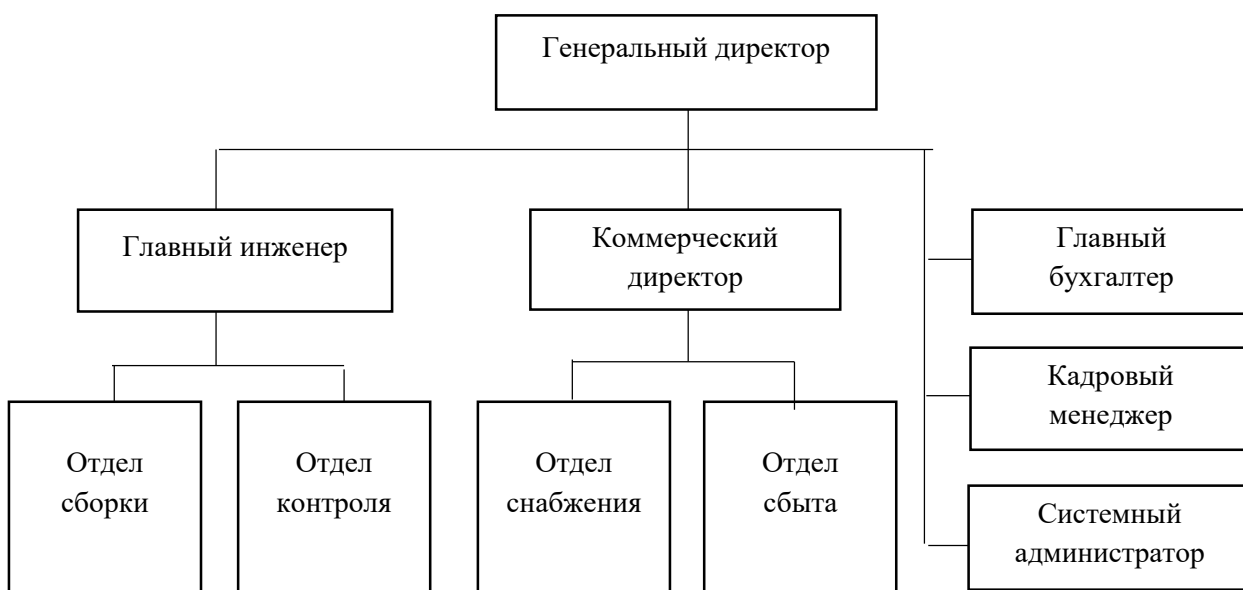 Генеральный директор
Главный инженер
Коммерческий
директор
Главный
бухгалтер
Кадровый
менеджер
Отдел
сборки
Отдел
контроля
Отдел
снабжения
Отдел
сбыта
Системный
администратор